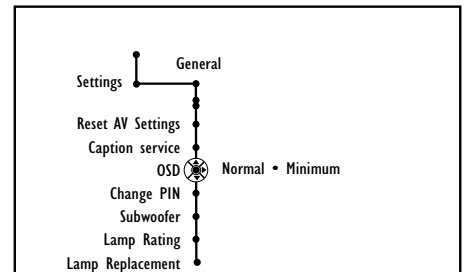 General
Settings
Reset AV Settings
Caption service
OSD Normal • Minimum
Change PIN
Subwoofer
Lamp Rating
Lamp Replacement